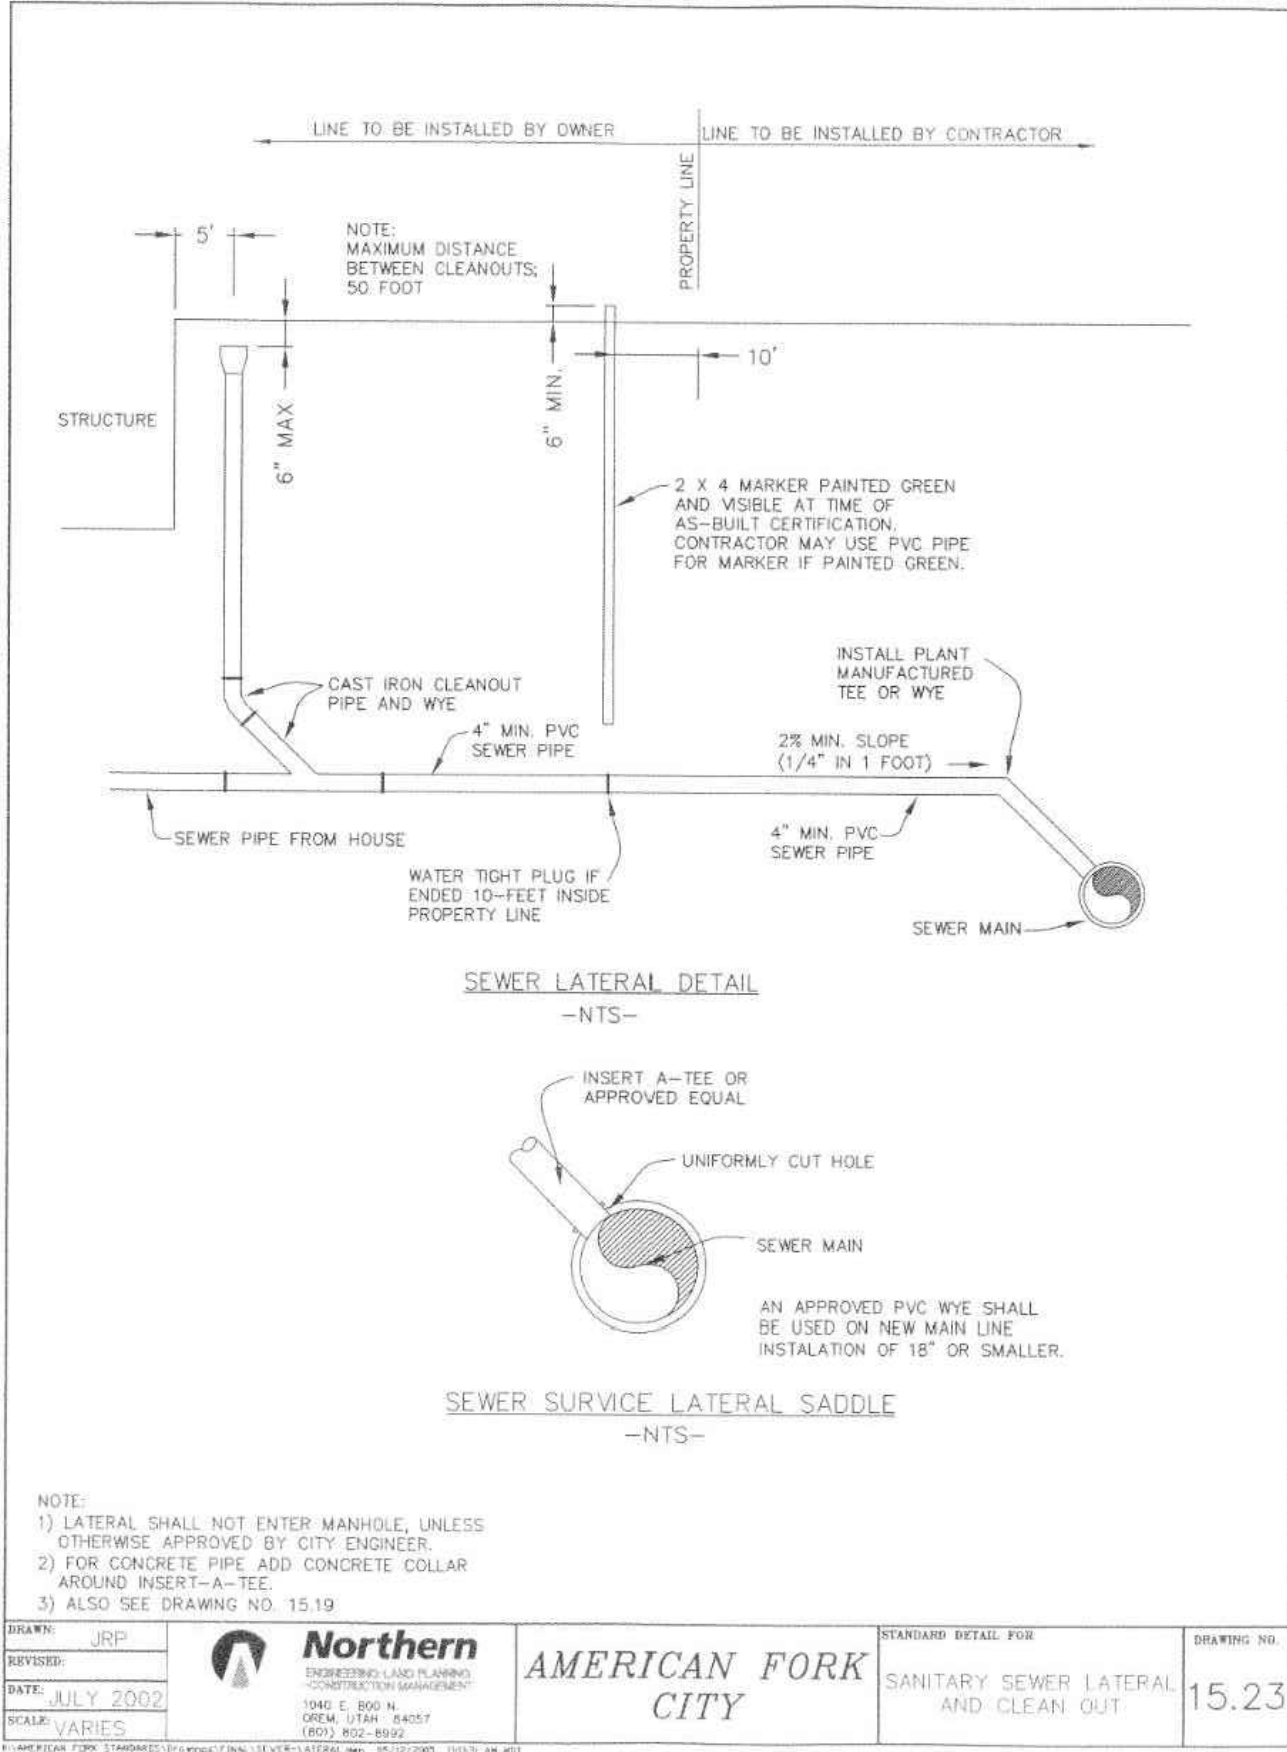 LINE TO BE INSTALLED BY OWNER
LINE TO BE INSTALLED BY CONTRACTOR
PROPERTY LINE
5'
NOTE:
MAXIMUM DISTANCE
BETWEEN CLEANOUTS;
50 FOOT
10'
6" MAX
6" MIN.
STRUCTURE
2 X 4 MARKER PAINTED GREEN
AND VISIBLE AT TIME OF
AS-BUILT CERTIFICATION.
CONTRACTOR MAY USE PVC PIPE
FOR MARKER IF PAINTED GREEN.
INSTALL PLANT
MANUFACTURED
TEE OR WYE
CAST IRON CLEANOUT
PIPE AND WYE
4" MIN. PVC
SEWER PIPE
2% MIN. SLOPE
(1/4" IN 1 FOOT)
SEWER PIPE FROM HOUSE
4" MIN. PVC
SEWER PIPE
WATER TIGHT PLUG IF
ENDED 10-FEET INSIDE
PROPERTY LINE
SEWER MAIN
SEWER LATERAL DETAIL
-NTS-
INSERT A-TEE OR
APPROVED EQUAL
UNIFORMLY CUT HOLE
SEWER MAIN
AN APPROVED PVC WYE SHALL
BE USED ON NEW MAIN LINE
INSTALATION OF 18" OR SMALLER.
SEWER SURVICE LATERAL SADDLE
-NTS-
NOTE:
1) LATERAL SHALL NOT ENTER MANHOLE, UNLESS
OTHERWISE APPROVED BY CITY ENGINEER.
2) FOR CONCRETE PIPE ADD CONCRETE COLLAR
AROUND INSERT-A-TEE.
3) ALSO SEE DRAWING NO. 15.19
DRAWN: JRP
REVISED:
DATE: JULY 2002
SCALE: VARIES
Northern
ENGINEERING-LAND PLANNING
-CONSTRUCTION MANAGEMENT
1040 E. 800 N.
OREM, UTAH 84057
(801) 802-8992
AMERICAN FORK
CITY
STANDARD DETAIL FOR
SANITARY SEWER LATERAL
AND CLEAN OUT
DRAWING NO.
15.23